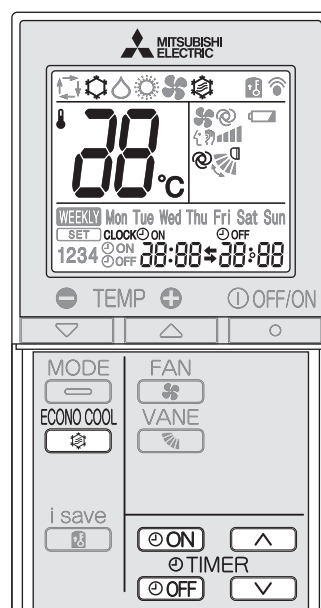 MITSUBISHI
ELECTRIC
88°C
WEEKLY Mon Tue Wed Thu Fri Sat Sun
SET CLOCK ON OFF
1234 ON OFF 88:88 88:88
TEMP OFF/ON
MODE FAN
ECONO COOL VANE
i save
ON
TIMER
OFF